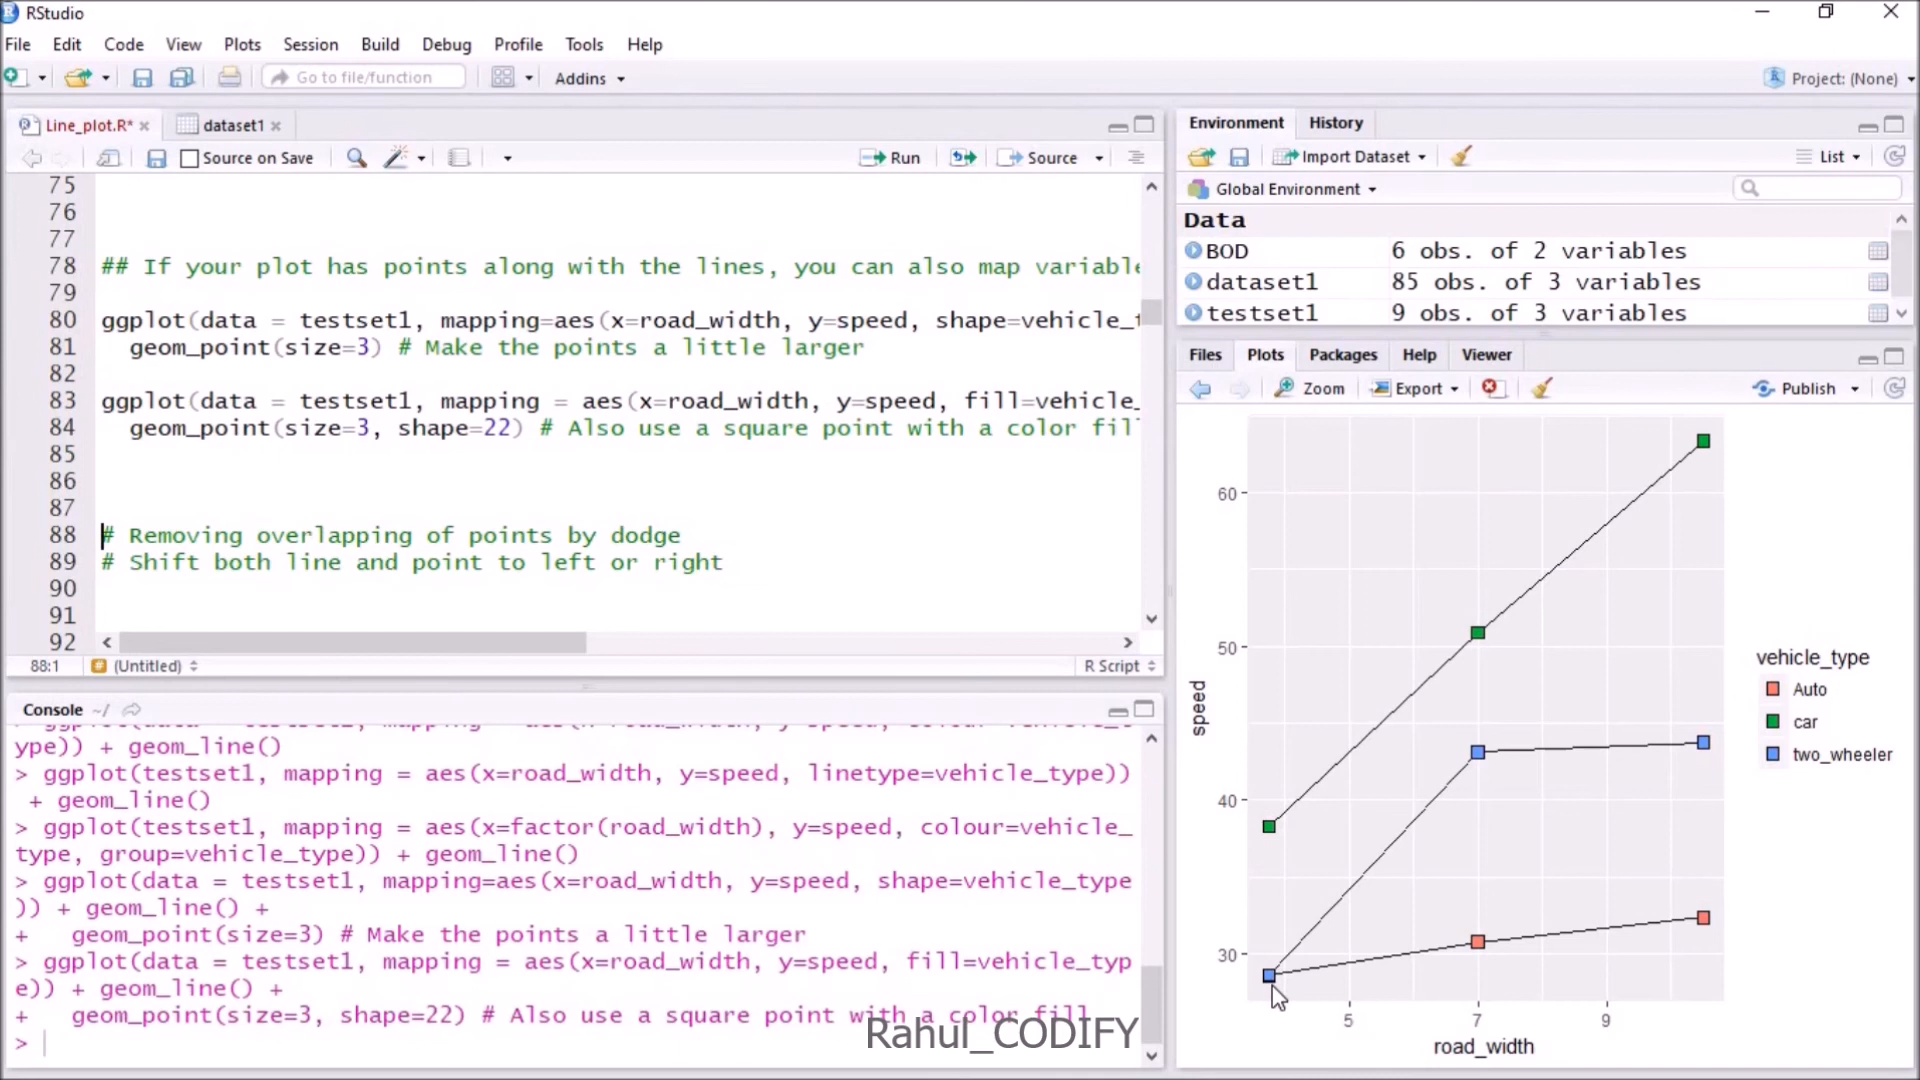 RStudio
File Edit Code View Plots Session Build Debug Profile Tools Help
Go to file/function Addins Project: (None)
Line_plot.R* dataset1
Source on Save Run Source
75
76
77
78 ## If your plot has points along with the lines, you can also map variable
79
80 ggplot(data = testset1, mapping=aes(x=road_width, y=speed, shape=vehicle_t
81 geom_point(size=3) # Make the points a little larger
82
83 ggplot(data = testset1, mapping = aes(x=road_width, y=speed, fill=vehicle_
84 geom_point(size=3, shape=22) # Also use a square point with a color fil
85
86
87
88 # Removing overlapping of points by dodge
89 # Shift both line and point to left or right
90
91
92
88:1 (Untitled) R Script
Console ~/
ype)) + geom_line()
> ggplot(testset1, mapping = aes(x=road_width, y=speed, linetype=vehicle_type))
+ geom_line()
> ggplot(testset1, mapping = aes(x=factor(road_width), y=speed, colour=vehicle_
type, group=vehicle_type)) + geom_line()
> ggplot(data = testset1, mapping=aes(x=road_width, y=speed, shape=vehicle_type
)) + geom_line() +
+ geom_point(size=3) # Make the points a little larger
> ggplot(data = testset1, mapping = aes(x=road_width, y=speed, fill=vehicle_typ
e)) + geom_line() +
+ geom_point(size=3, shape=22) # Also use a square point with a color fill
>
Rahul_CODIFY
Environment History
Import Dataset List
Global Environment
Data
BOD 6 obs. of 2 variables
dataset1 85 obs. of 3 variables
testset1 9 obs. of 3 variables
Files Plots Packages Help Viewer
Zoom Export Publish
60
50
40
30
speed
5 7 9
road_width
vehicle_type
Auto
car
two_wheeler